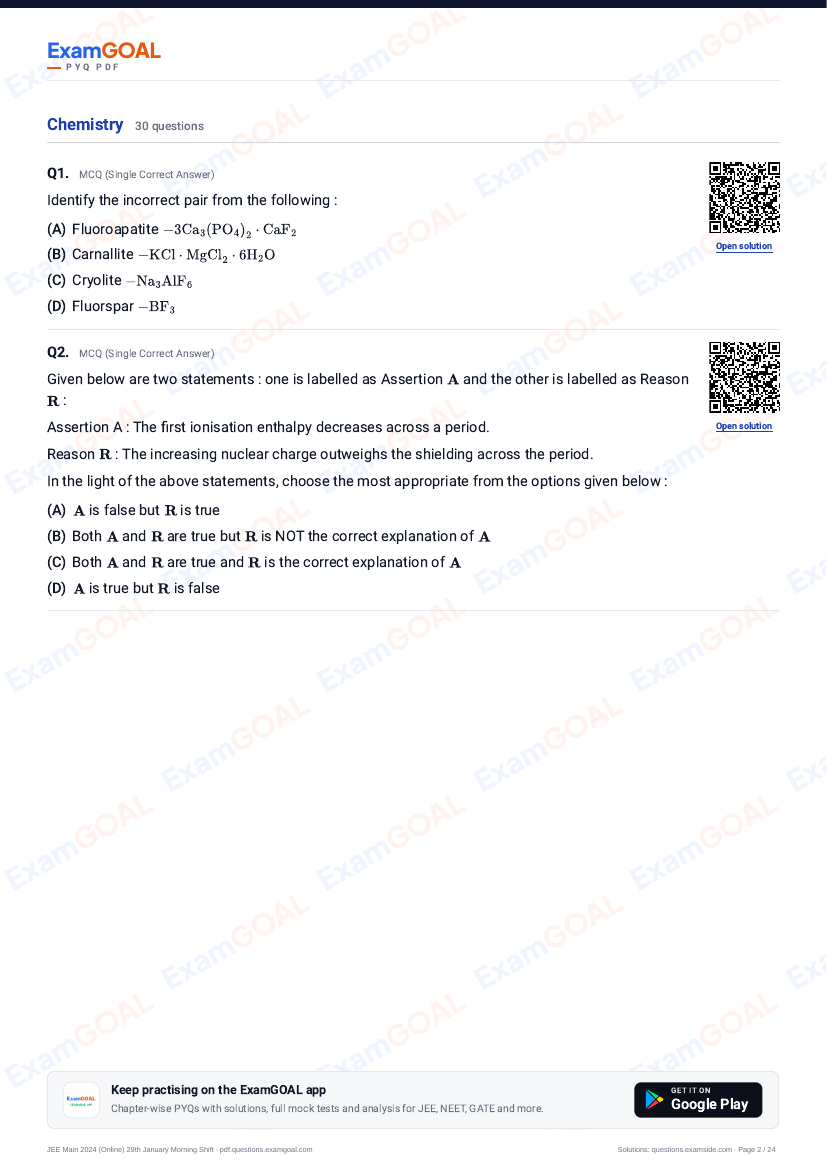 ExamGOAL
PYQ PDF
Chemistry 30 questions
Q1. MCQ (Single Correct Answer)
Identify the incorrect pair from the following :
(A) Fluoroapatite −3Ca₃(PO₄)₂ · CaF₂
(B) Carnallite −KCl · MgCl₂ · 6H₂O
(C) Cryolite −Na₃AlF₆
(D) Fluorspar −BF₃
Open solution
Q2. MCQ (Single Correct Answer)
Given below are two statements : one is labelled as Assertion A and the other is labelled as Reason
R :
Assertion A : The first ionisation enthalpy decreases across a period.
Reason R : The increasing nuclear charge outweighs the shielding across the period.
In the light of the above statements, choose the most appropriate from the options given below :
(A) A is false but R is true
(B) Both A and R are true but R is NOT the correct explanation of A
(C) Both A and R are true and R is the correct explanation of A
(D) A is true but R is false
Open solution
ExamGOAL
Keep practising on the ExamGOAL app
Chapter-wise PYQs with solutions, full mock tests and analysis for JEE, NEET, GATE and more.
GET IT ON
Google Play
JEE Main 2024 (Online) 29th January Morning Shift · pdf.questions.examgoal.com
Solutions: questions.examside.com · Page 2 / 24